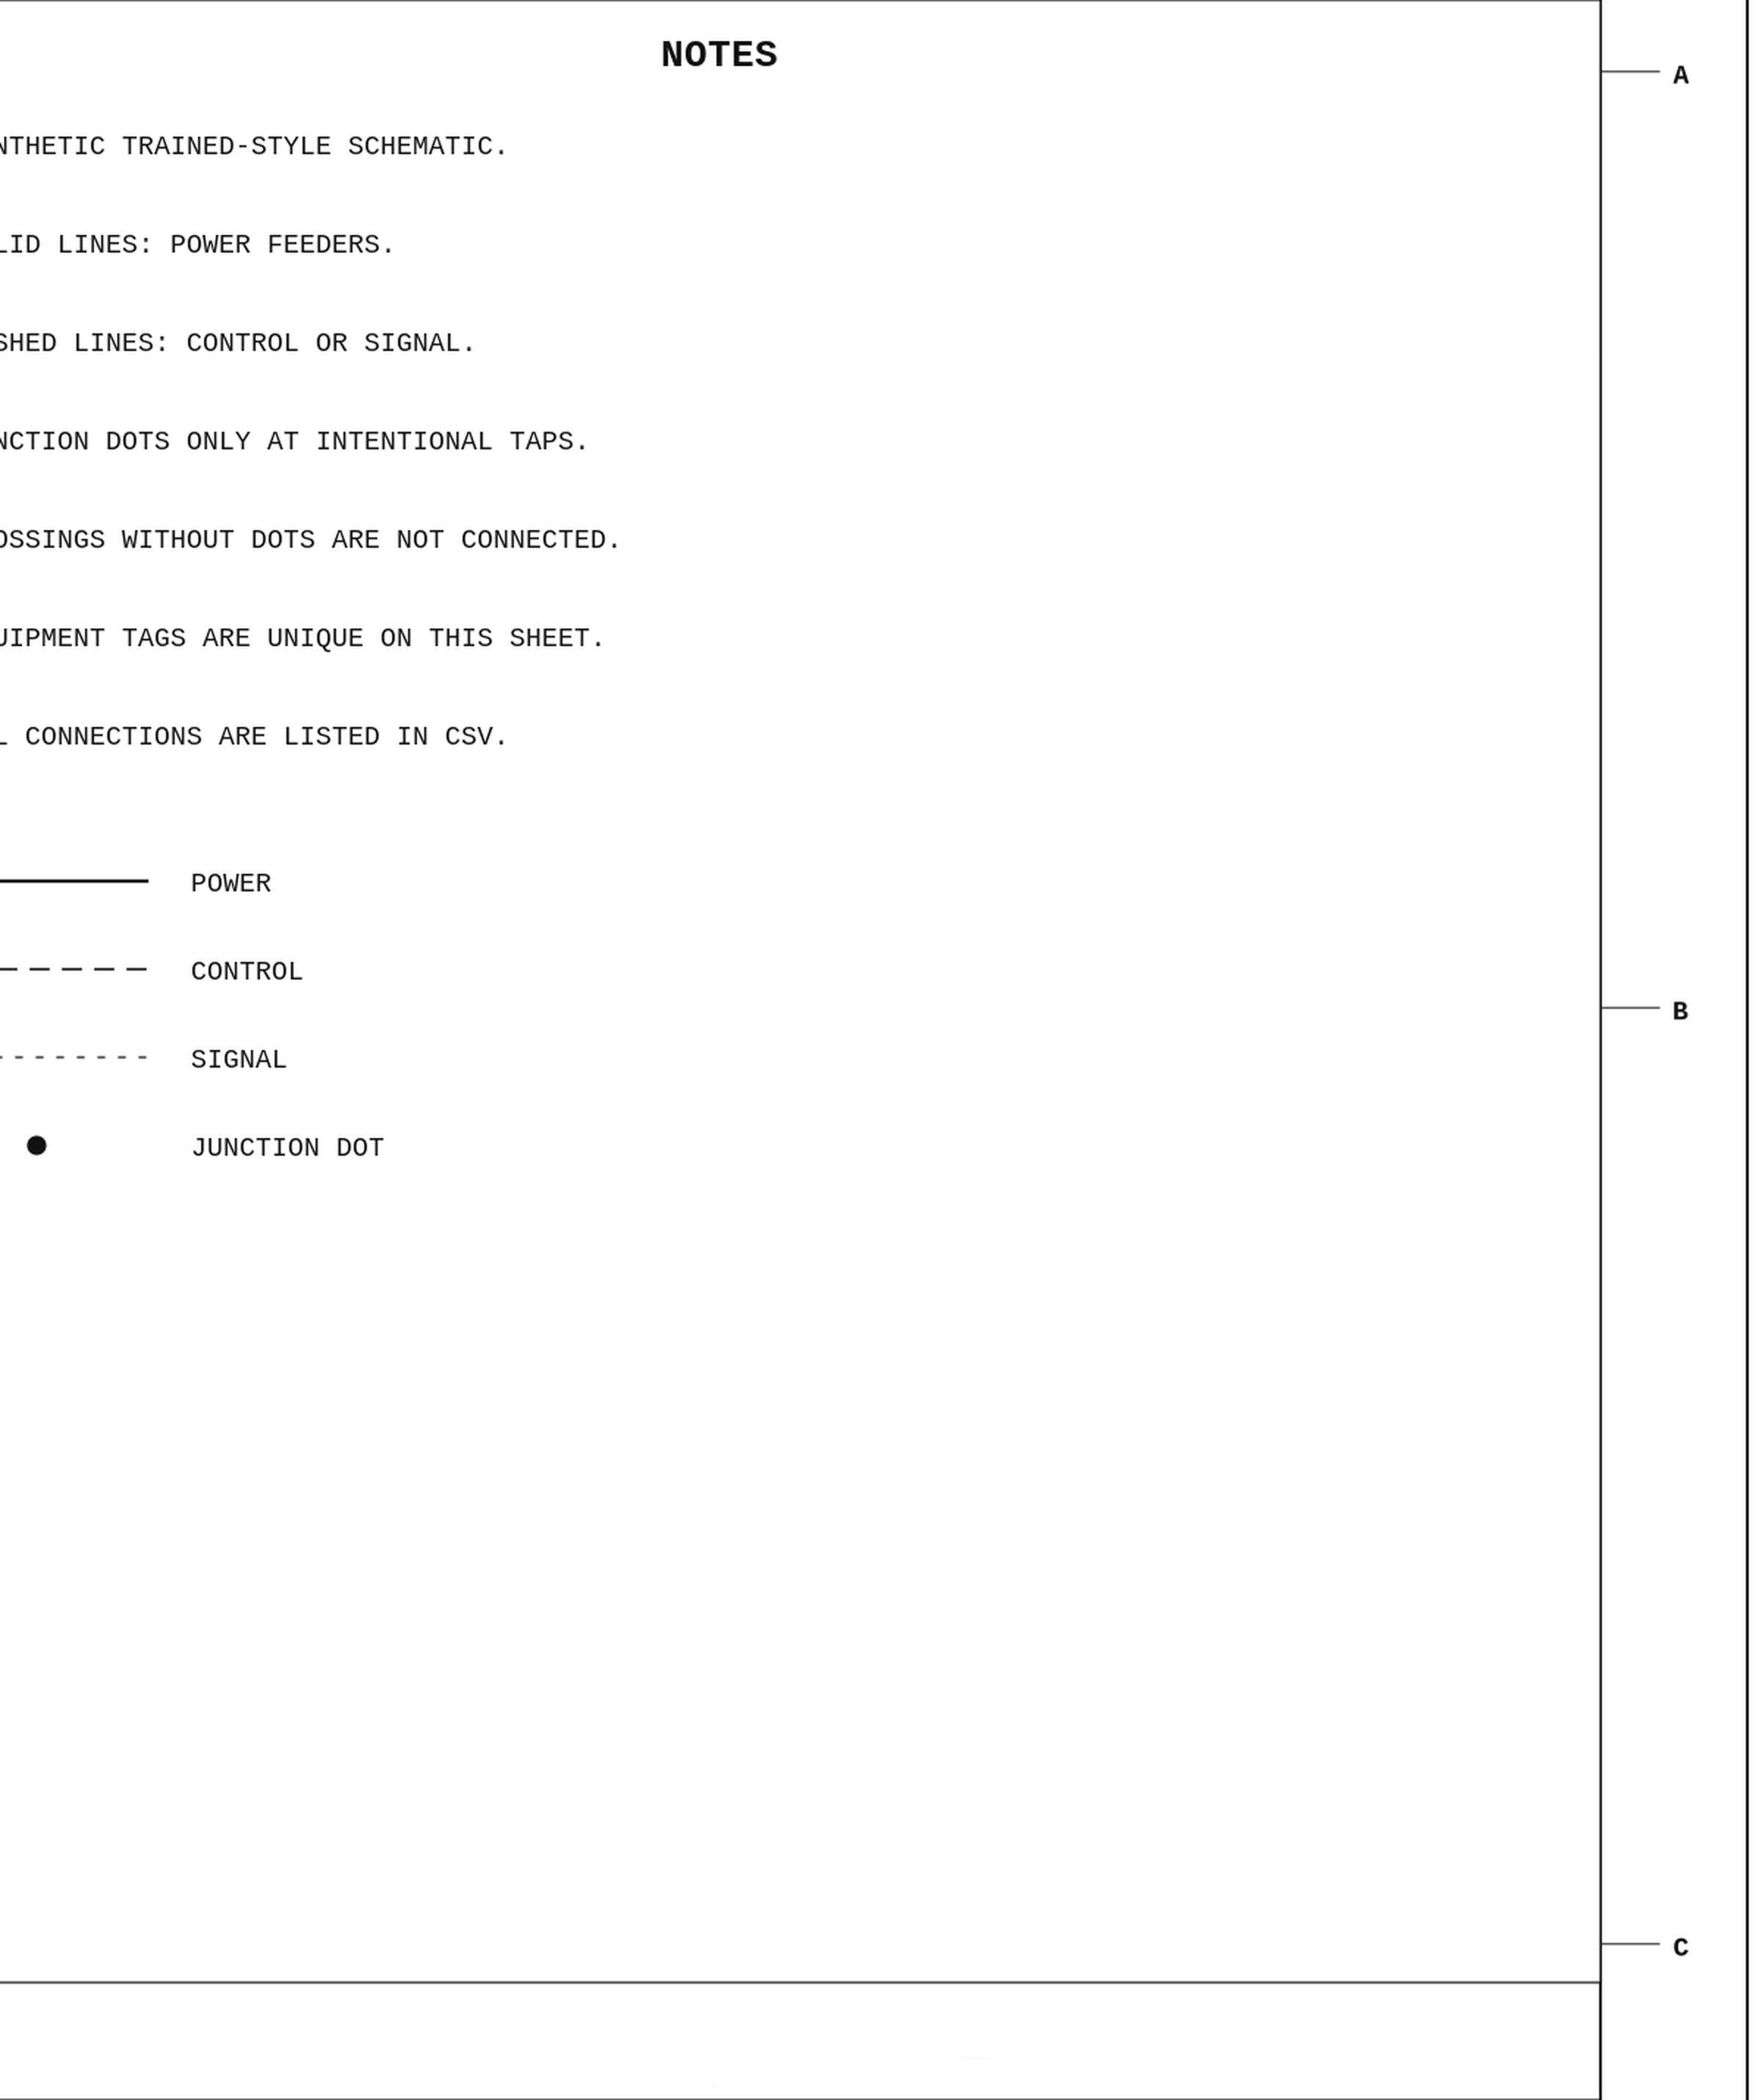 NOTES
A
NTHETIC TRAINED-STYLE SCHEMATIC.
LID LINES: POWER FEEDERS.
SHED LINES: CONTROL OR SIGNAL.
NCTION DOTS ONLY AT INTENTIONAL TAPS.
OSSINGS WITHOUT DOTS ARE NOT CONNECTED.
UIPMENT TAGS ARE UNIQUE ON THIS SHEET.
L CONNECTIONS ARE LISTED IN CSV.
POWER
CONTROL
B
SIGNAL
JUNCTION DOT
C